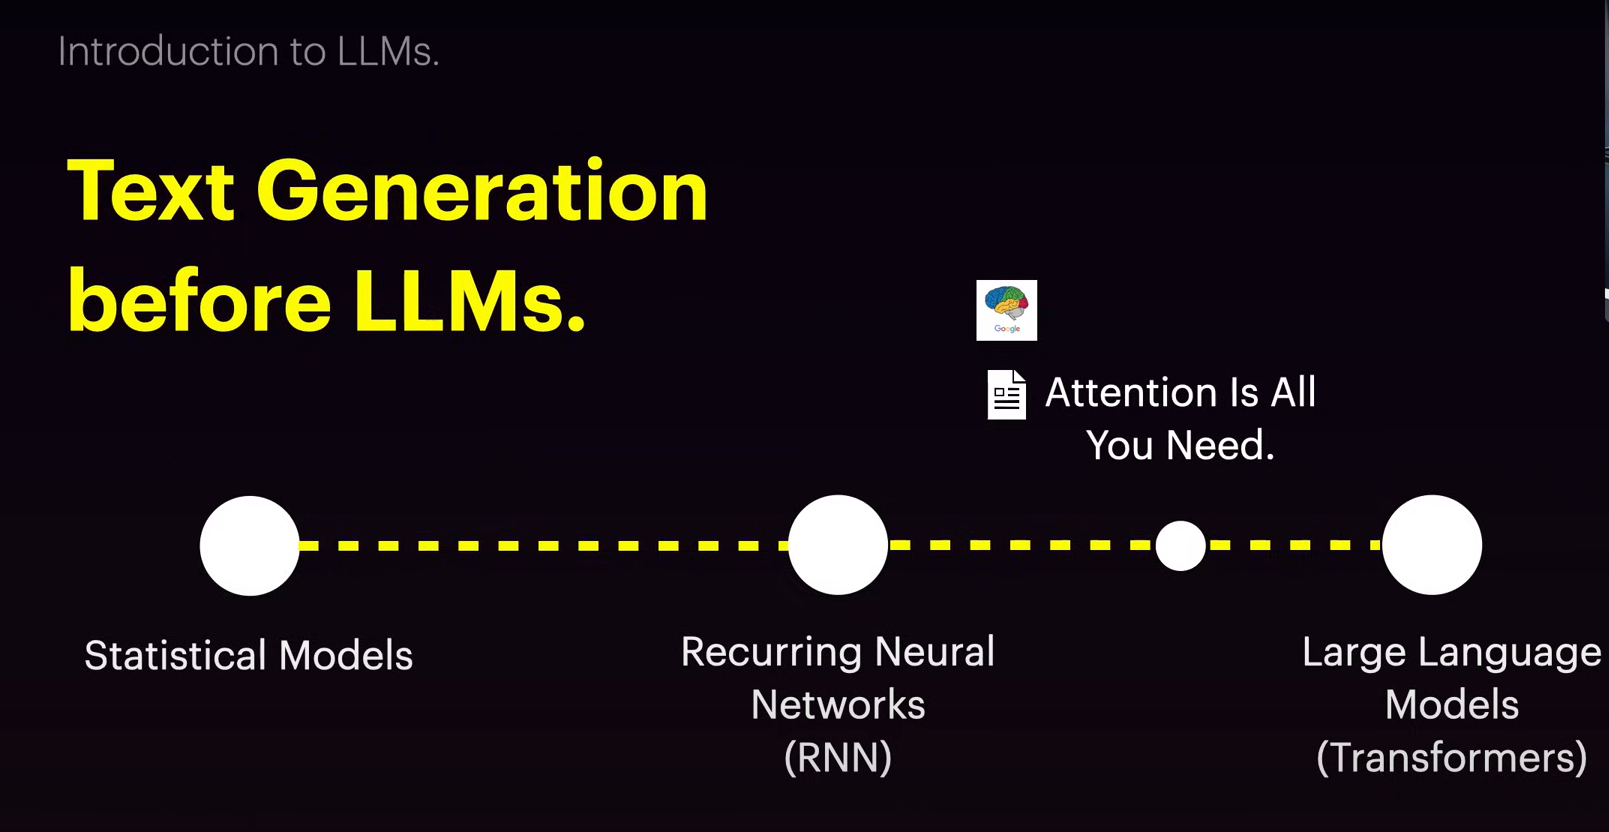 Introduction to LLMs.
Text Generation
before LLMs.
Google
Attention Is All
You Need.
Statistical Models
Recurring Neural
Networks
(RNN)
Large Language
Models
(Transformers)